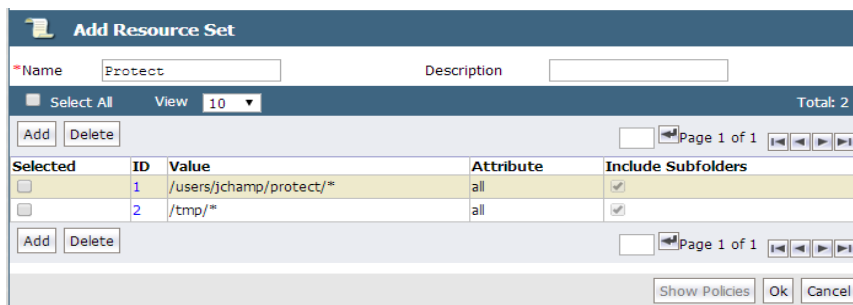 Add Resource Set
*Name Protect Description
Select All View 10 Total: 2
Add Delete Page 1 of 1
Selected ID Value Attribute Include Subfolders
1 /users/jchamp/protect/* all
2 /tmp/* all
Add Delete Page 1 of 1
Show Policies Ok Cancel